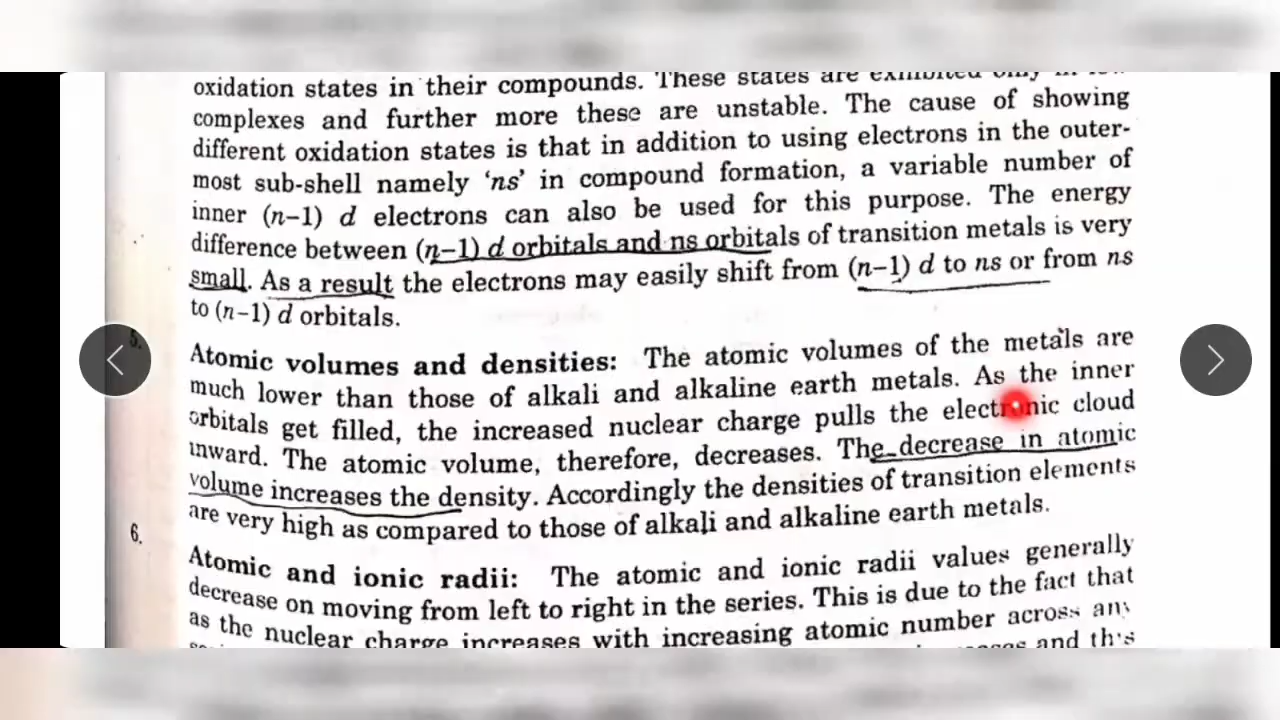 oxidation states in their compounds. These states are exhibited only in
complexes and further more these are unstable. The cause of showing
different oxidation states is that in addition to using electrons in the outer-
most sub-shell namely ‘ns’ in compound formation, a variable number of
inner (n–1) d electrons can also be used for this purpose. The energy
difference between (n–1) d orbitals and ns orbitals of transition metals is very
small. As a result the electrons may easily shift from (n–1) d to ns or from ns
to (n–1) d orbitals.
5.
Atomic volumes and densities: The atomic volumes of the metals are
much lower than those of alkali and alkaline earth metals. As the inner
orbitals get filled, the increased nuclear charge pulls the electronic cloud
inward. The atomic volume, therefore, decreases. The decrease in atomic
volume increases the density. Accordingly the densities of transition elements
are very high as compared to those of alkali and alkaline earth metals.
6.
Atomic and ionic radii: The atomic and ionic radii values generally
decrease on moving from left to right in the series. This is due to the fact that
as the nuclear charge increases with increasing atomic number across any
and this